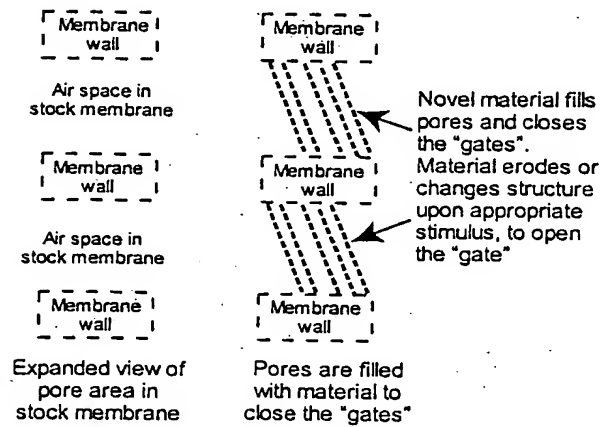 Membrane
wall
Air space in
stock membrane
Membrane
wall
Air space in
stock membrane
Membrane
wall
Expanded view of
pore area in
stock membrane
Membrane
wall
Membrane
wall
Membrane
wall
Pores are filled
with material to
close the "gates"
Novel material fills
pores and closes
the "gates".
Material erodes or
changes structure
upon appropriate
stimulus, to open
the "gate"